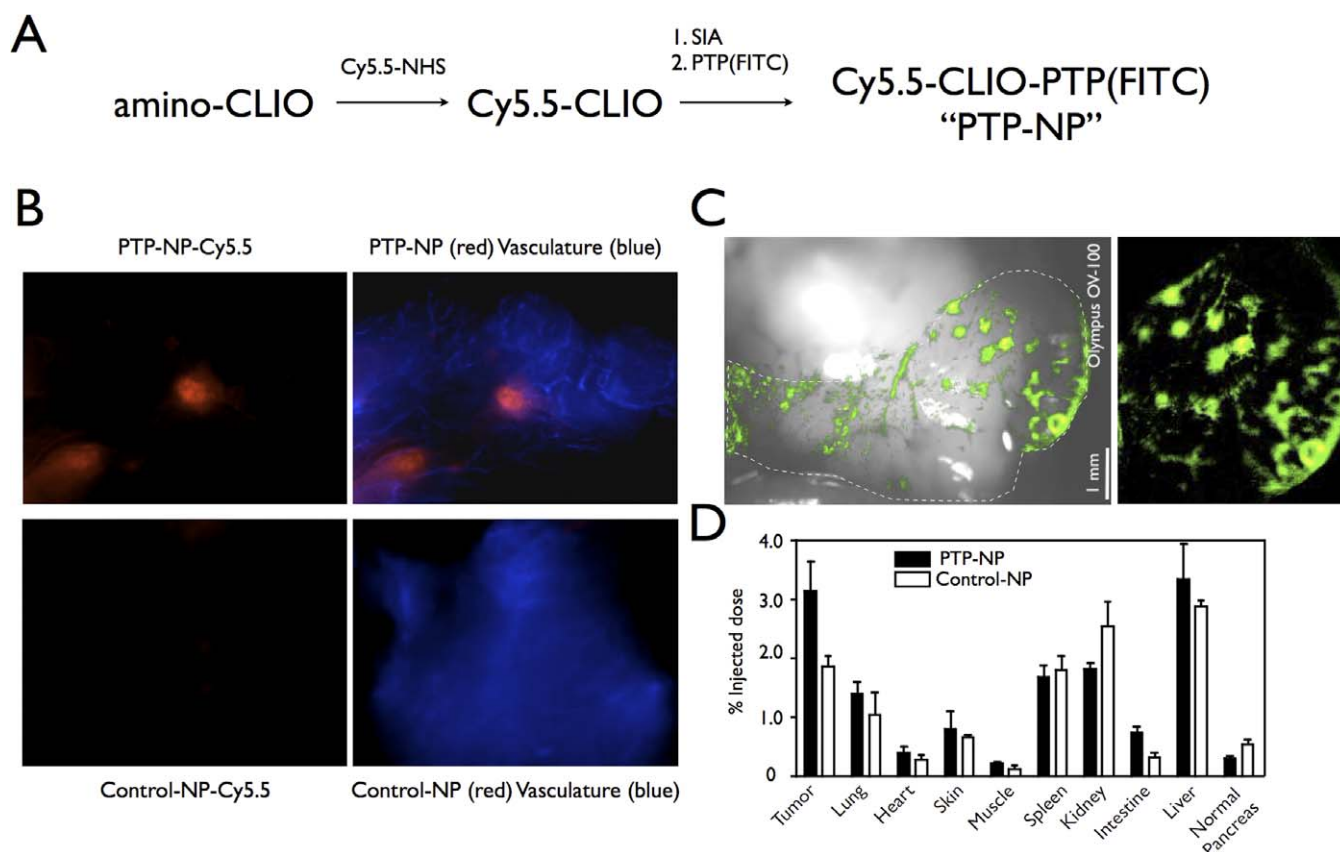 A
amino-CLIO
Cy5.5-NHS
Cy5.5-CLIO
1. SIA
2. PTP(FITC)
Cy5.5-CLIO-PTP(FITC)
“PTP-NP”
B
PTP-NP-Cy5.5
PTP-NP (red) Vasculature (blue)
Control-NP-Cy5.5
Control-NP (red) Vasculature (blue)
C
Olympus OV-100
1 mm
D
PTP-NP
Control-NP
% Injected dose
4.0
3.0
2.0
1.0
0
Tumor
Lung
Heart
Skin
Muscle
Spleen
Kidney
Intestine
Liver
Normal
Pancreas